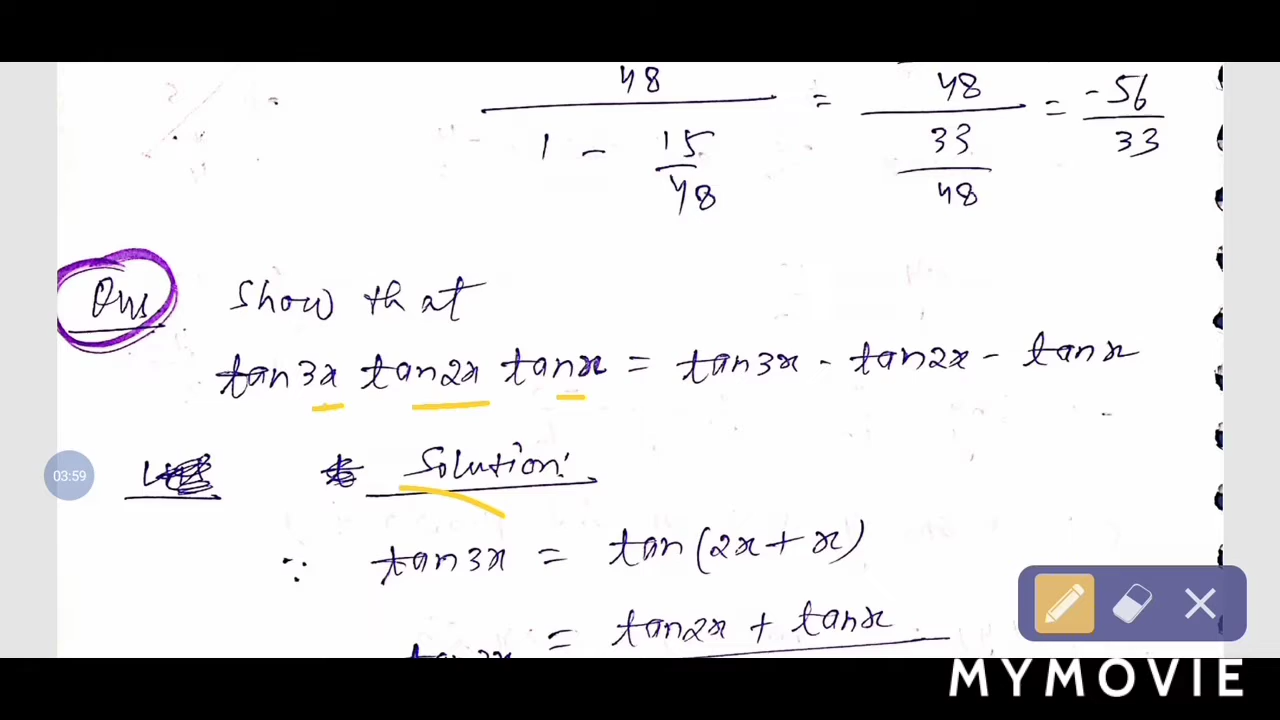 48 / (1 - 15/48) = 48 / (33/48) = -56/33
Qus Show that
tan3x tan2x tanx = tan3x - tan2x - tanx
Solution:
03:59
∵ tan3x = tan(2x+x)
= tan2x + tanx
MYMOVIE